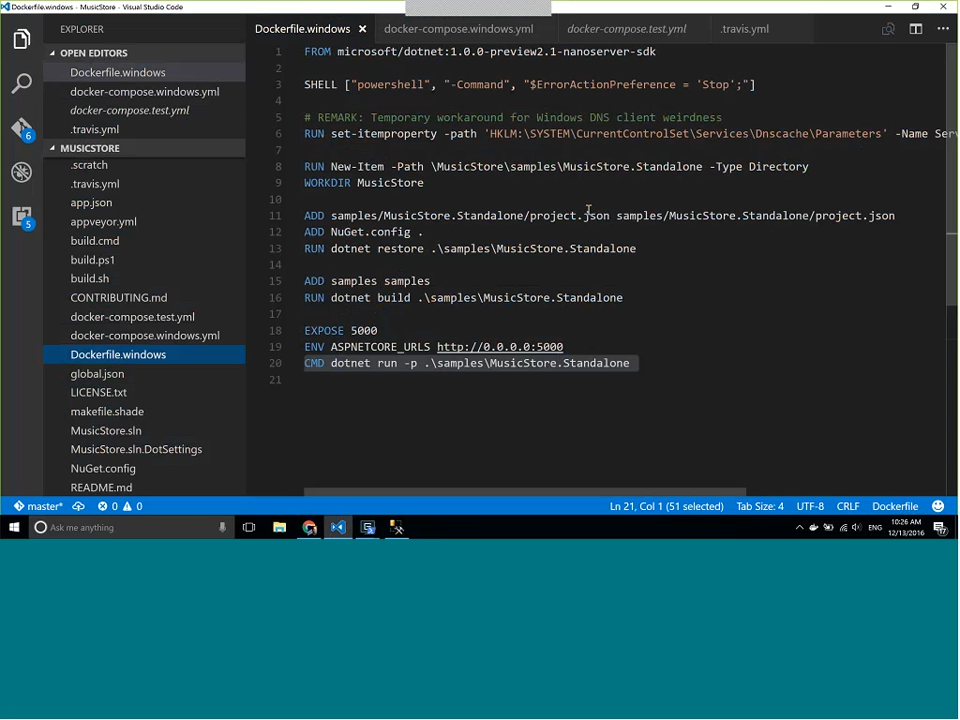 Dockerfile.windows - MusicStore - Visual Studio Code
EXPLORER
OPEN EDITORS
Dockerfile.windows
docker-compose.windows.yml
docker-compose.test.yml
.travis.yml
MUSICSTORE
.scratch
.travis.yml
app.json
appveyor.yml
build.cmd
build.ps1
build.sh
CONTRIBUTING.md
docker-compose.test.yml
docker-compose.windows.yml
Dockerfile.windows
global.json
LICENSE.txt
makefile.shade
MusicStore.sln
MusicStore.sln.DotSettings
NuGet.config
README.md
6
5
Dockerfile.windows docker-compose.windows.yml docker-compose.test.yml .travis.yml
1 FROM microsoft/dotnet:1.0.0-preview2.1-nanoserver-sdk
2
3 SHELL ["powershell", "-Command", "$ErrorActionPreference = 'Stop';"]
4
5 # REMARK: Temporary workaround for Windows DNS client weirdness
6 RUN set-itemproperty -path 'HKLM:\SYSTEM\CurrentControlSet\Services\Dnscache\Parameters' -Name Ser
7
8 RUN New-Item -Path \MusicStore\samples\MusicStore.Standalone -Type Directory
9 WORKDIR MusicStore
10
11 ADD samples/MusicStore.Standalone/project.json samples/MusicStore.Standalone/project.json
12 ADD NuGet.config .
13 RUN dotnet restore .\samples\MusicStore.Standalone
14
15 ADD samples samples
16 RUN dotnet build .\samples\MusicStore.Standalone
17
18 EXPOSE 5000
19 ENV ASPNETCORE_URLS http://0.0.0.0:5000
20 CMD dotnet run -p .\samples\MusicStore.Standalone
21
master* 0 0 Ln 21, Col 1 (51 selected) Tab Size: 4 UTF-8 CRLF Dockerfile
Ask me anything ENG 10:26 AM
12/13/2016